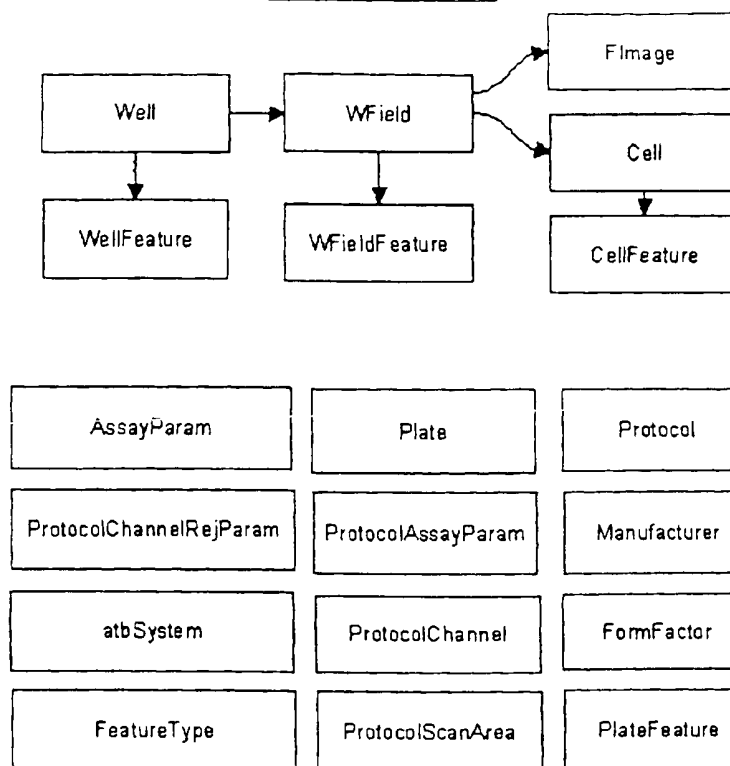 FImage
Well
WField
Cell
WellFeature
WFieldFeature
CellFeature
AssayParam
Plate
Protocol
ProtocolChannelRejParam
ProtocolAssayParam
Manufacturer
atbSystem
ProtocolChannel
FormFactor
FeatureType
ProtocolScanArea
PlateFeature